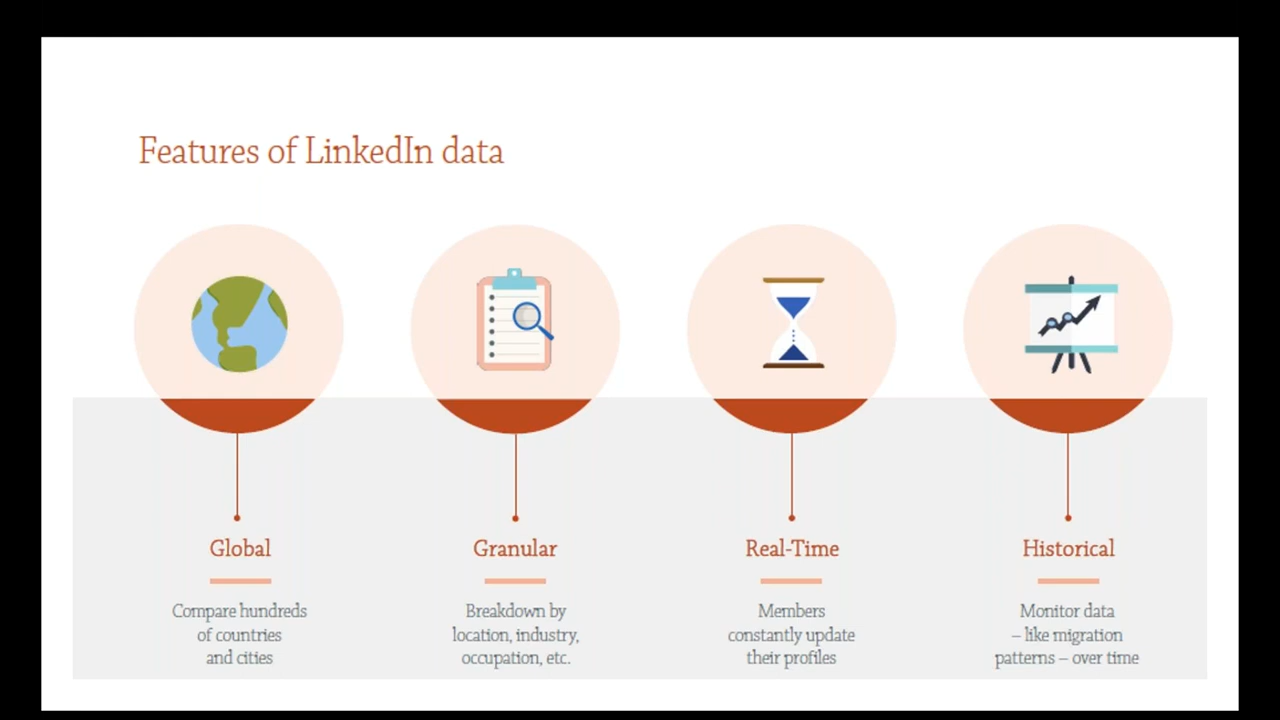 Features of LinkedIn data
Global
Compare hundreds
of countries
and cities
Granular
Breakdown by
location, industry,
occupation, etc.
Real-Time
Members
constantly update
their profiles
Historical
Monitor data
– like migration
patterns – over time